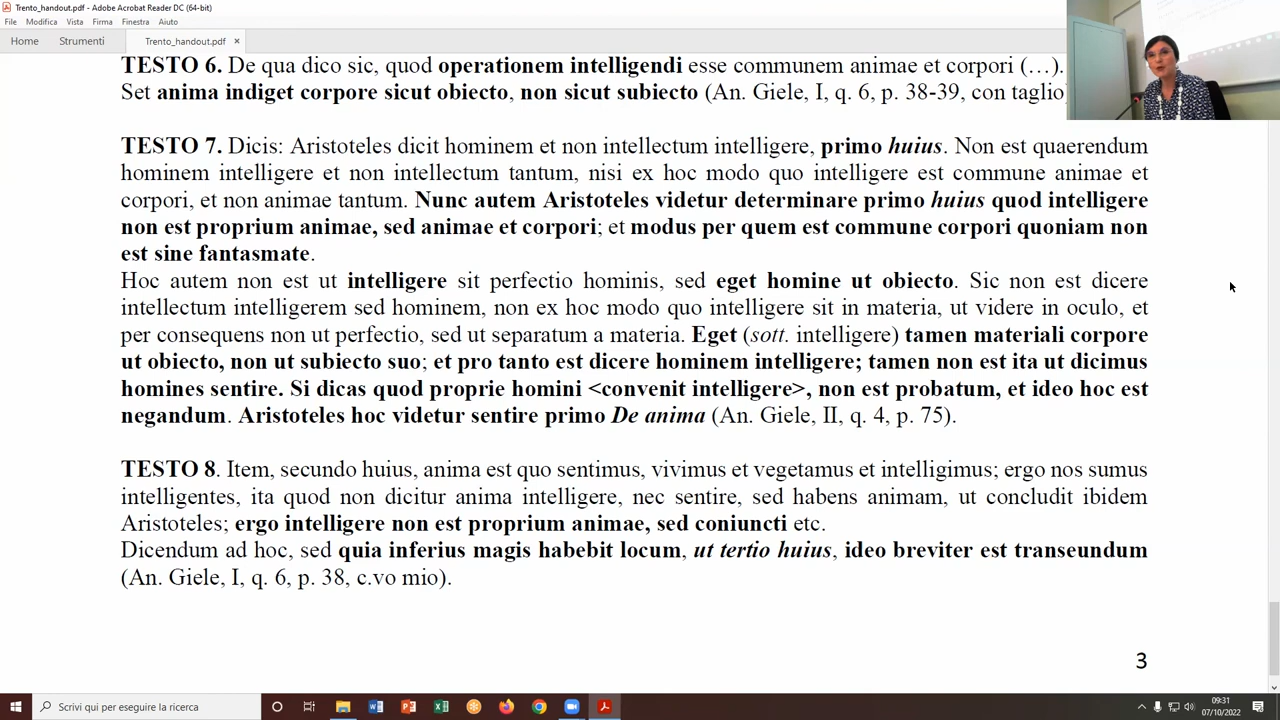 Trento_handout.pdf - Adobe Acrobat Reader DC (64-bit)
File Modifica Vista Firma Finestra Aiuto
Home Strumenti Trento_handout.pdf ×
TESTO 6. De qua dico sic, quod operationem intelligendi esse communem animae et corpori (…).
Set anima indiget corpore sicut obiecto, non sicut subiecto (An. Giele, I, q. 6, p. 38-39, con taglio
TESTO 7. Dicis: Aristoteles dicit hominem et non intellectum intelligere, primo huius. Non est quaerendum
hominem intelligere et non intellectum tantum, nisi ex hoc modo quo intelligere est commune animae et
corpori, et non animae tantum. Nunc autem Aristoteles videtur determinare primo huius quod intelligere
non est proprium animae, sed animae et corpori; et modus per quem est commune corpori quoniam non
est sine fantasmate.
Hoc autem non est ut intelligere sit perfectio hominis, sed eget homine ut obiecto. Sic non est dicere
intellectum intelligerem sed hominem, non ex hoc modo quo intelligere sit in materia, ut videre in oculo, et
per consequens non ut perfectio, sed ut separatum a materia. Eget (sott. intelligere) tamen materiali corpore
ut obiecto, non ut subiecto suo; et pro tanto est dicere hominem intelligere; tamen non est ita ut dicimus
homines sentire. Si dicas quod proprie homini <convenit intelligere>, non est probatum, et ideo hoc est
negandum. Aristoteles hoc videtur sentire primo De anima (An. Giele, II, q. 4, p. 75).
TESTO 8. Item, secundo huius, anima est quo sentimus, vivimus et vegetamus et intelligimus; ergo nos sumus
intelligentes, ita quod non dicitur anima intelligere, nec sentire, sed habens animam, ut concludit ibidem
Aristoteles; ergo intelligere non est proprium animae, sed coniuncti etc.
Dicendum ad hoc, sed quia inferius magis habebit locum, ut tertio huius, ideo breviter est transeundum
(An. Giele, I, q. 6, p. 38, c.vo mio).
3
Scrivi qui per eseguire la ricerca
09:31
07/10/2022